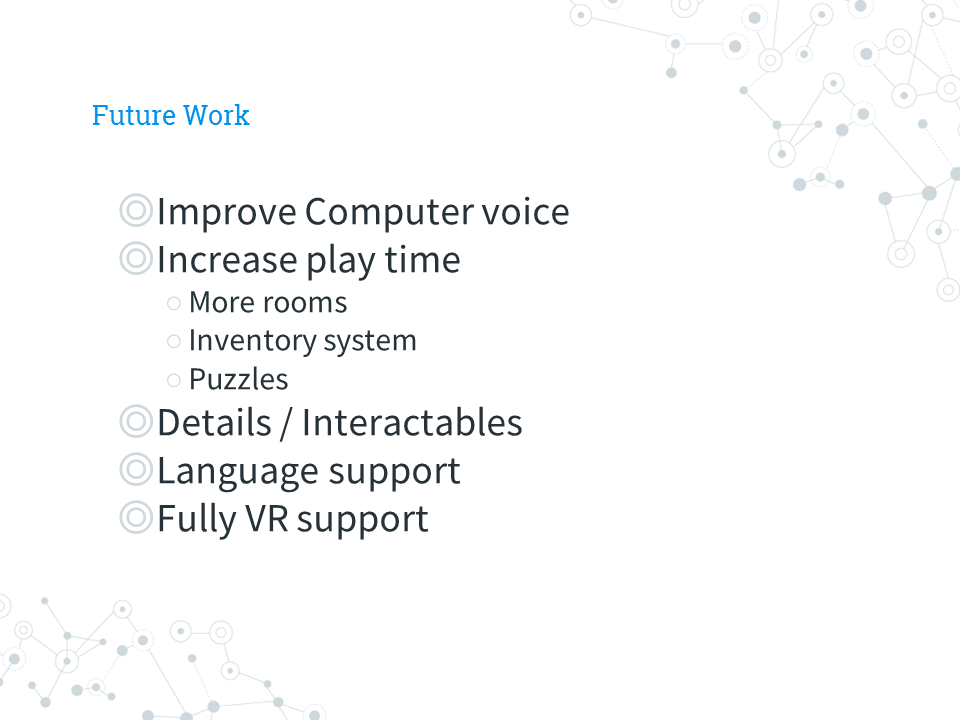 Future Work
Improve Computer voice
Increase play time
More rooms
Inventory system
Puzzles
Details / Interactables
Language support
Fully VR support